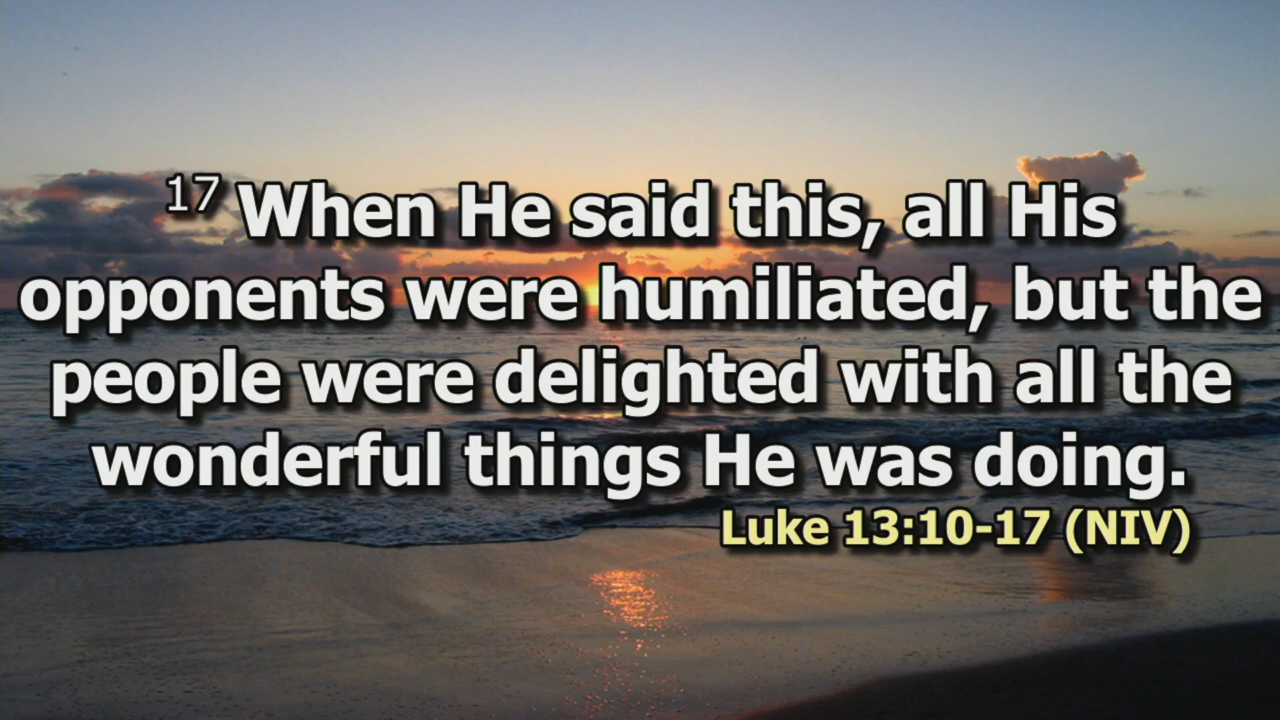 17 When He said this, all His
opponents were humiliated, but the
people were delighted with all the
wonderful things He was doing.
Luke 13:10-17 (NIV)